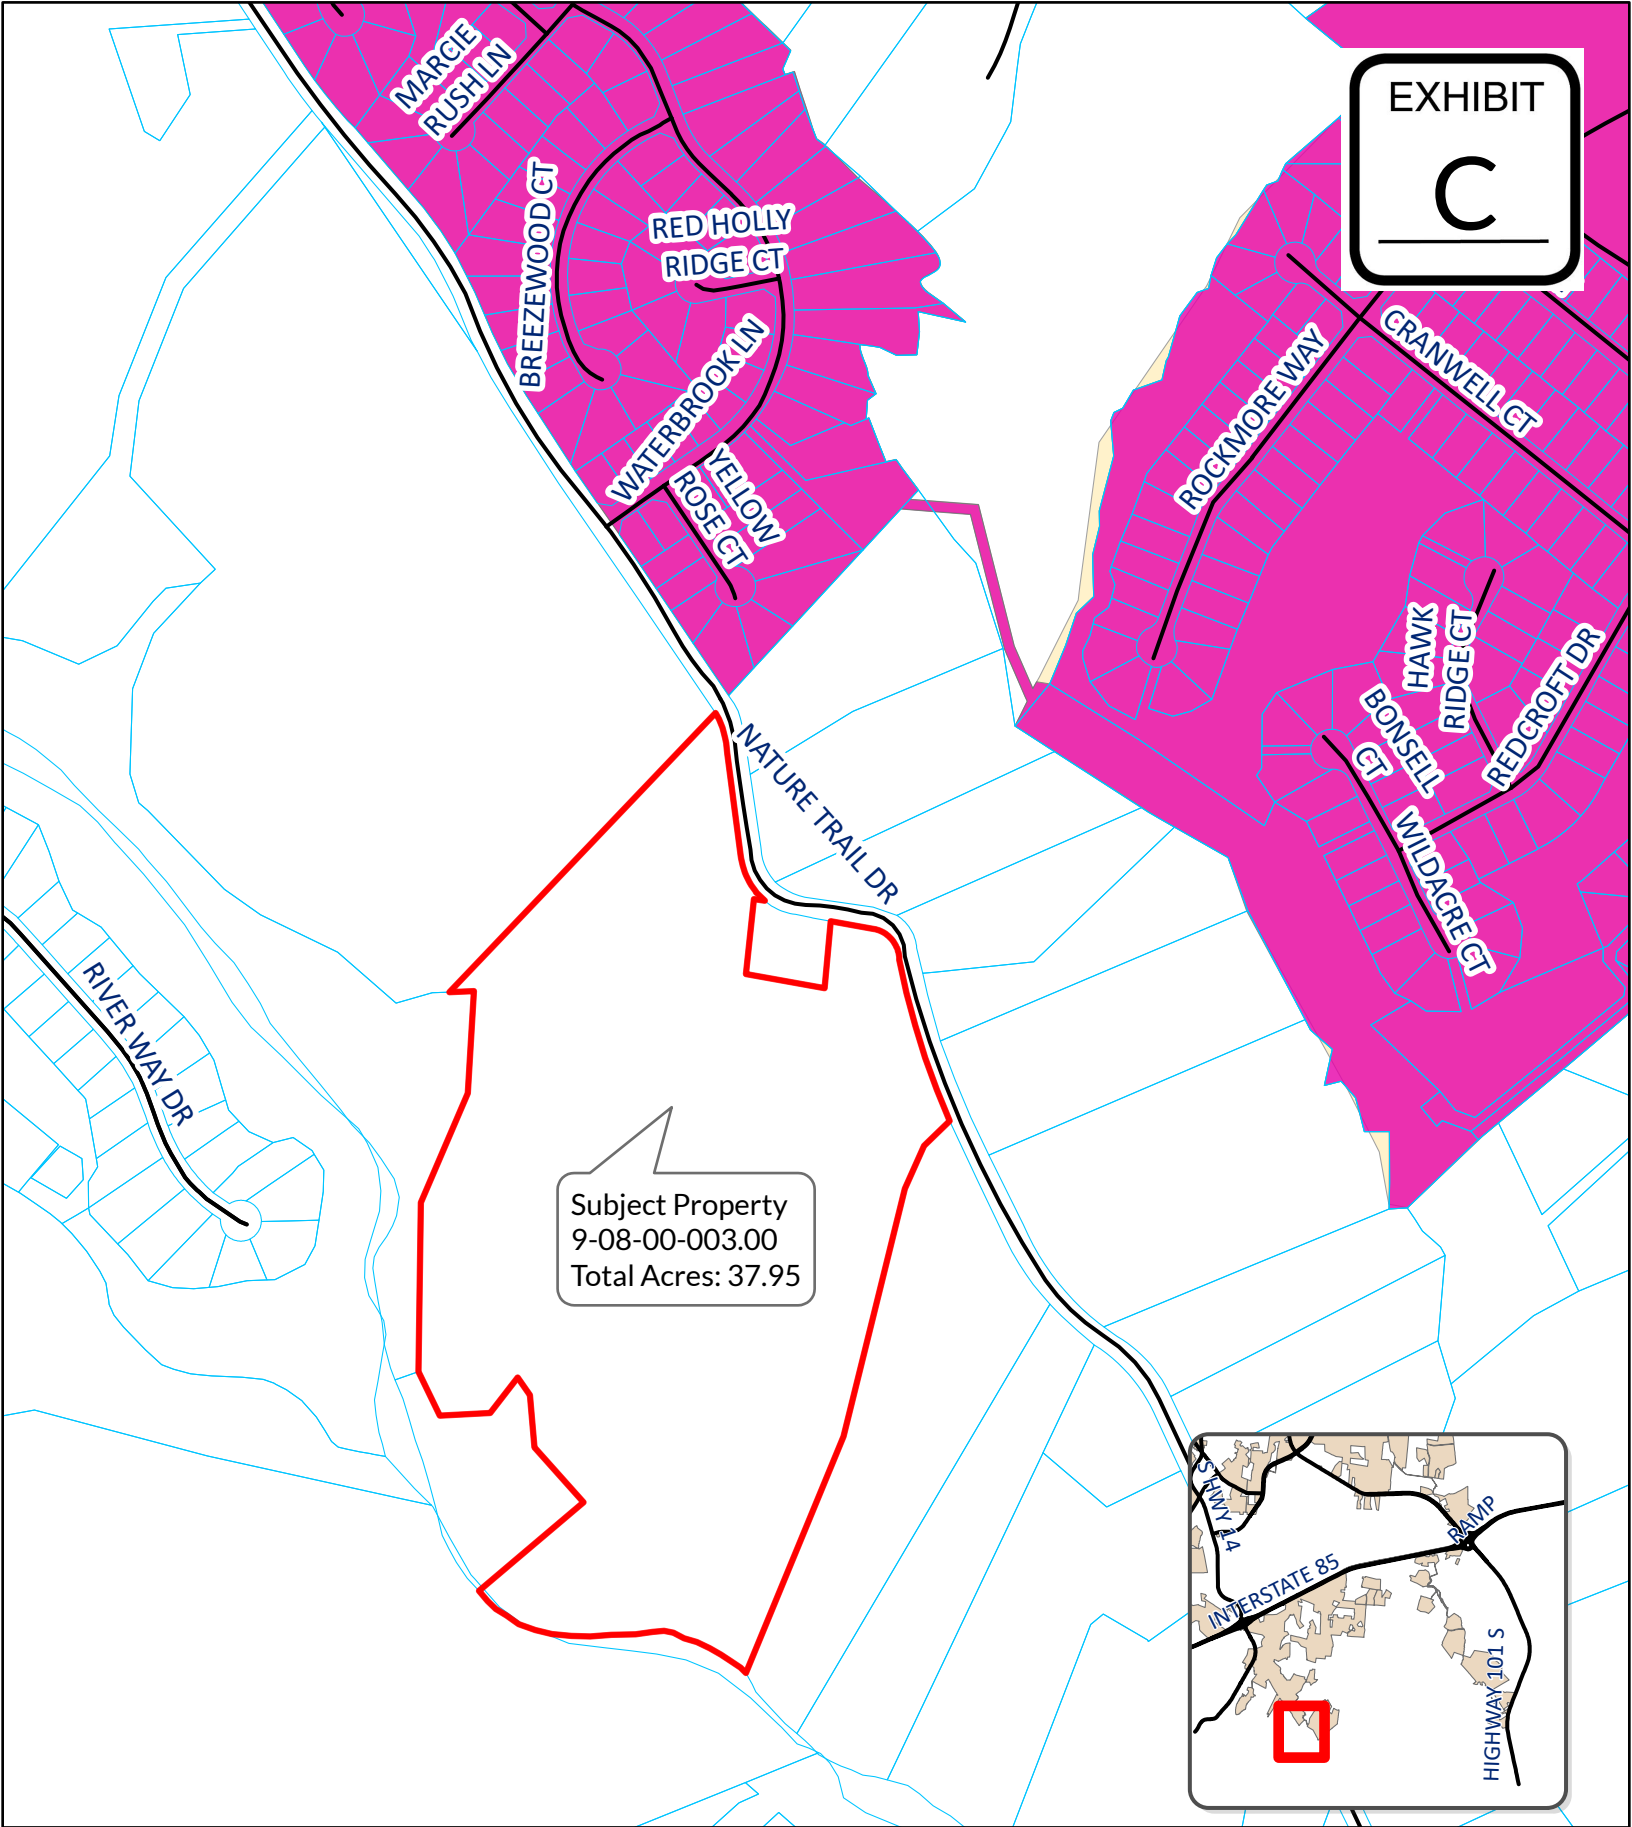 MARCIE
RUSH LN
EXHIBIT
C
BREEZEWOOD CT
RED HOLLY
RIDGE CT
WATERBROOK LN
YELLOW
ROSE CT
ROCKMORE WAY
CRANWELL CT
HAWK
RIDGE CT
REDCROFT DR
BONSELL
CT
WILDACRE CT
NATURE TRAIL DR
RIVER WAY DR
Subject Property
9-08-00-003.00
Total Acres: 37.95
S HWY 14
RAMP
INTERSTATE 85
HIGHWAY 101 S